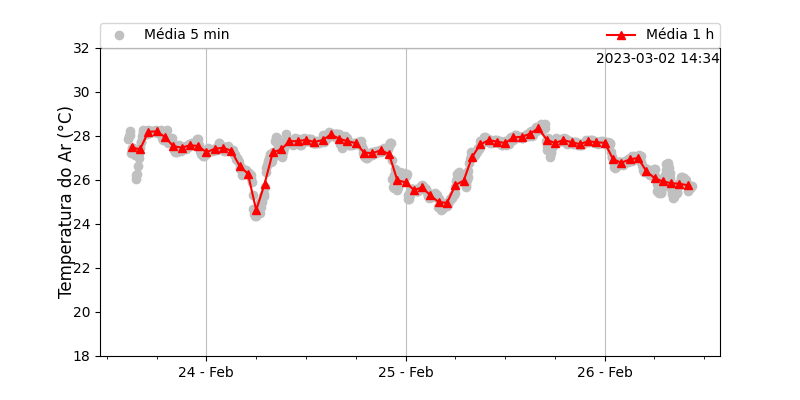 Média 5 min
Média 1 h
2023-03-02 14:34
Temperatura do Ar (°C)
32
30
28
26
24
22
20
18
24 - Feb
25 - Feb
26 - Feb